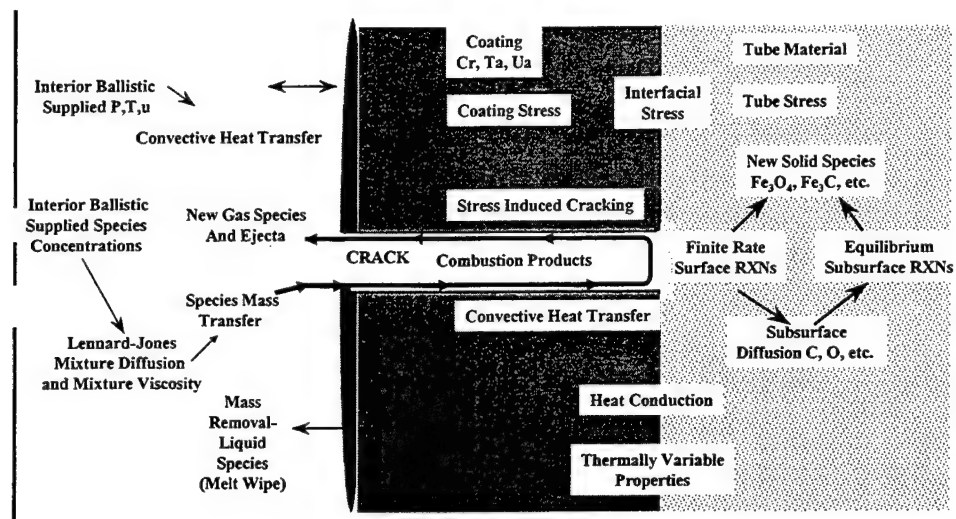 Coating
Cr, Ta, Ua
Tube Material
Interior Ballistic
Supplied P,T,u
Convective Heat Transfer
Coating Stress
Interfacial
Stress
Tube Stress
New Solid Species
Fe₃O₄, Fe₃C, etc.
Interior Ballistic
Supplied Species
Concentrations
New Gas Species
And Ejecta
Stress Induced Cracking
CRACK
Combustion Products
Finite Rate
Surface RXNs
Equilibrium
Subsurface RXNs
Species Mass
Transfer
Convective Heat Transfer
Subsurface
Diffusion C, O, etc.
Lennard-Jones
Mixture Diffusion
and Mixture Viscosity
Mass
Removal-
Liquid
Species
(Melt Wipe)
Heat Conduction
Thermally Variable
Properties